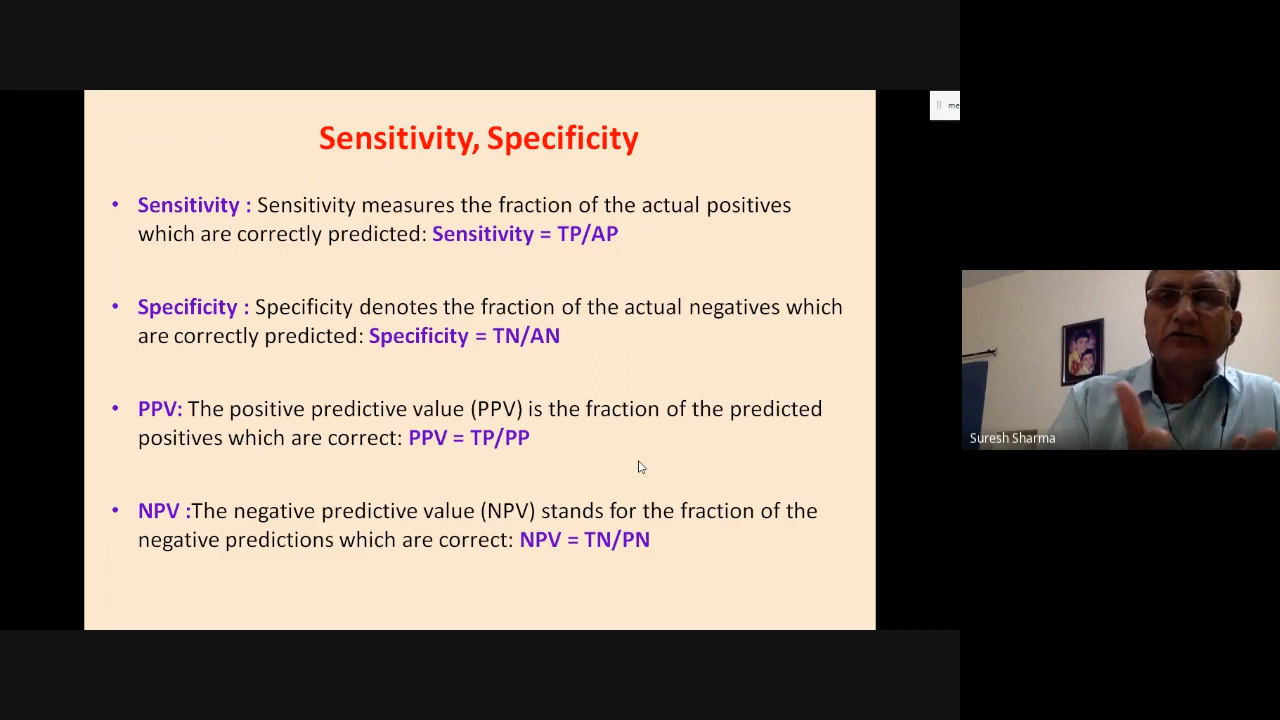 Sensitivity, Specificity
me
• Sensitivity : Sensitivity measures the fraction of the actual positives
which are correctly predicted: Sensitivity = TP/AP
• Specificity : Specificity denotes the fraction of the actual negatives which
are correctly predicted: Specificity = TN/AN
• PPV: The positive predictive value (PPV) is the fraction of the predicted
positives which are correct: PPV = TP/PP
• NPV :The negative predictive value (NPV) stands for the fraction of the
negative predictions which are correct: NPV = TN/PN
Suresh Sharma